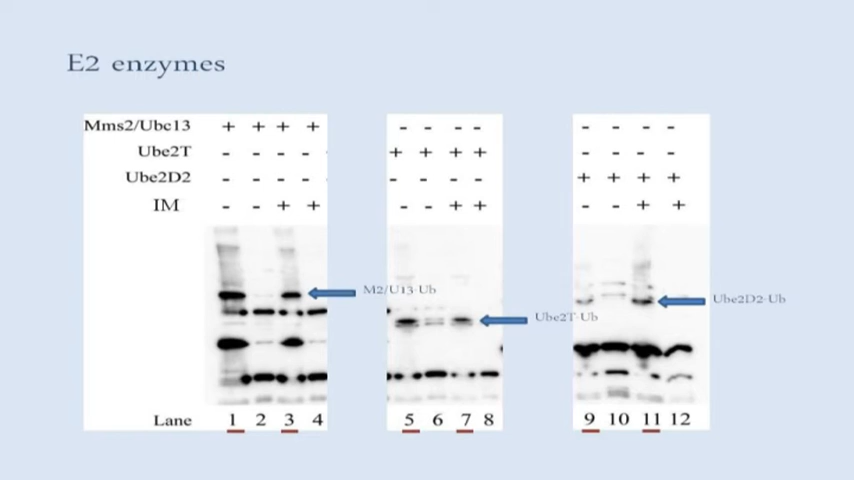 E2 enzymes
Mms2/Ubc13 + + + + - - - - - - - -
Ube2T - - - - + + + + - - - -
Ube2D2 - - - - - - - - + + + +
IM - - + + - - + + - - + +
M2/U13-Ub
Ube2T-Ub
Ube2D2-Ub
Lane 1 2 3 4 5 6 7 8 9 10 11 12